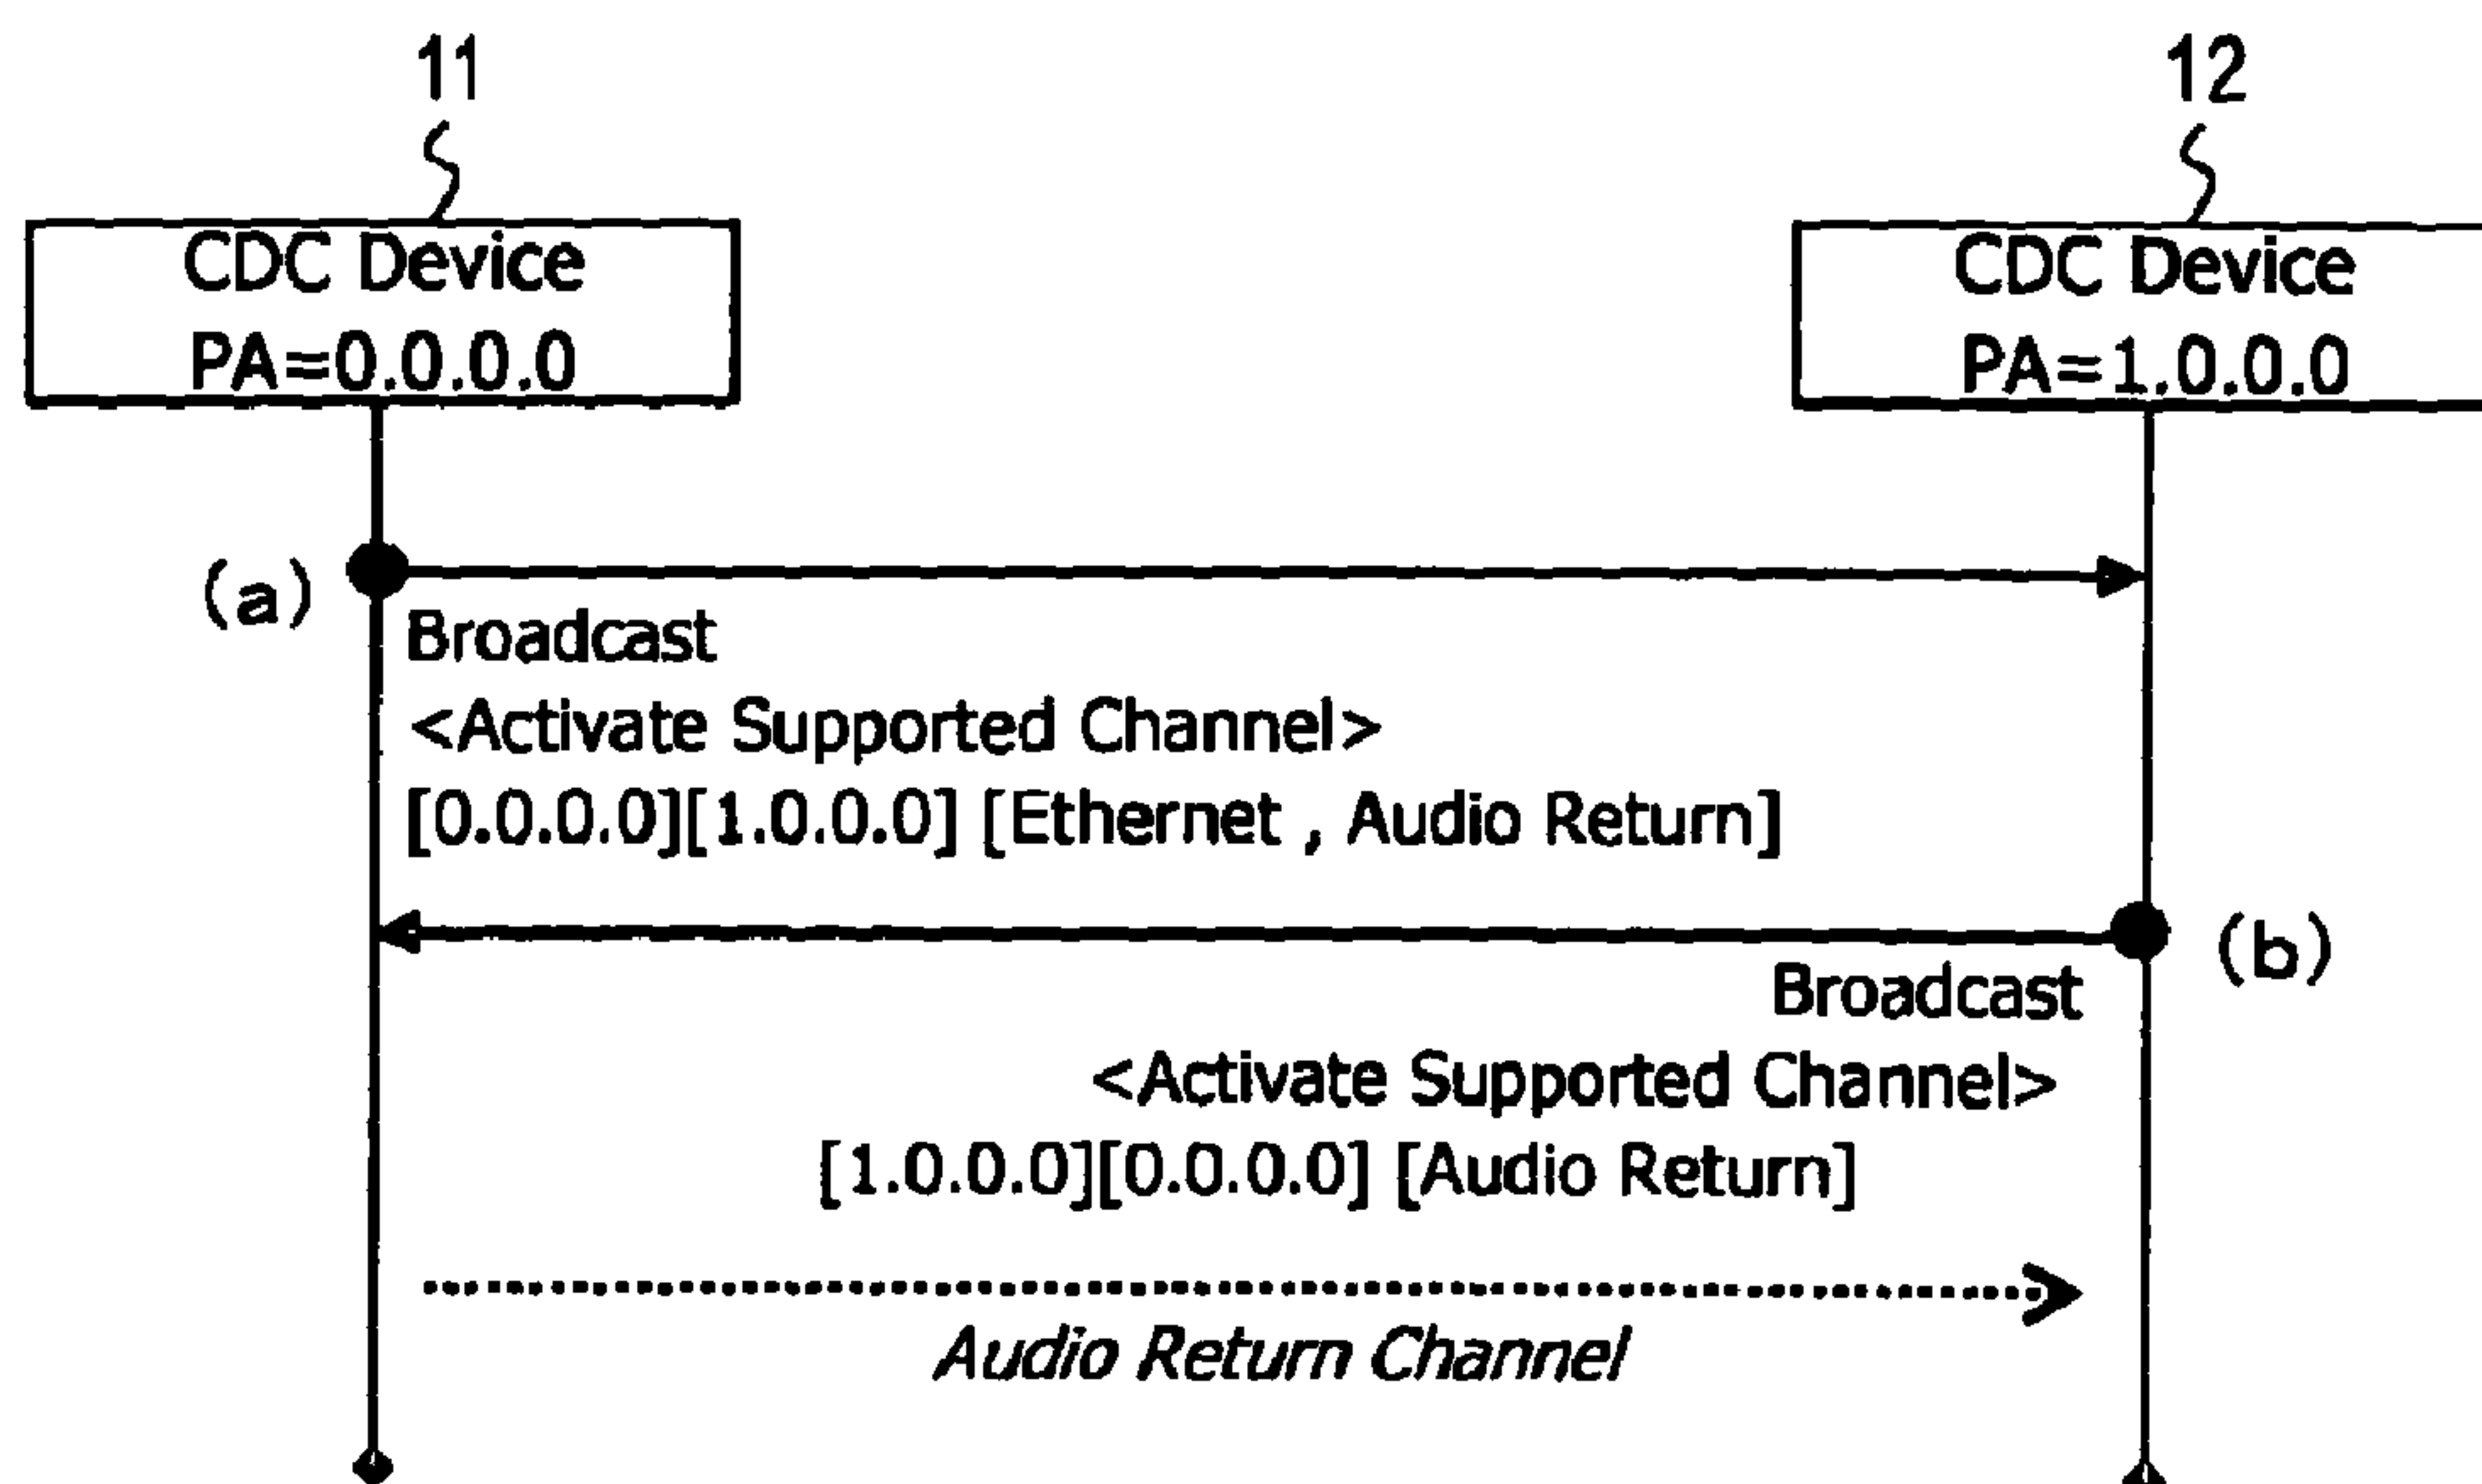 11
12
CDC Device
PA=0.0.0.0
CDC Device
PA=1.0.0.0
(a)
Broadcast
<Activate Supported Channel>
[0.0.0.0][1.0.0.0] [Ethernet , Audio Return]
(b)
Broadcast
<Activate Supported Channel>
[1.0.0.0][0.0.0.0] [Audio Return]
Audio Return Channel